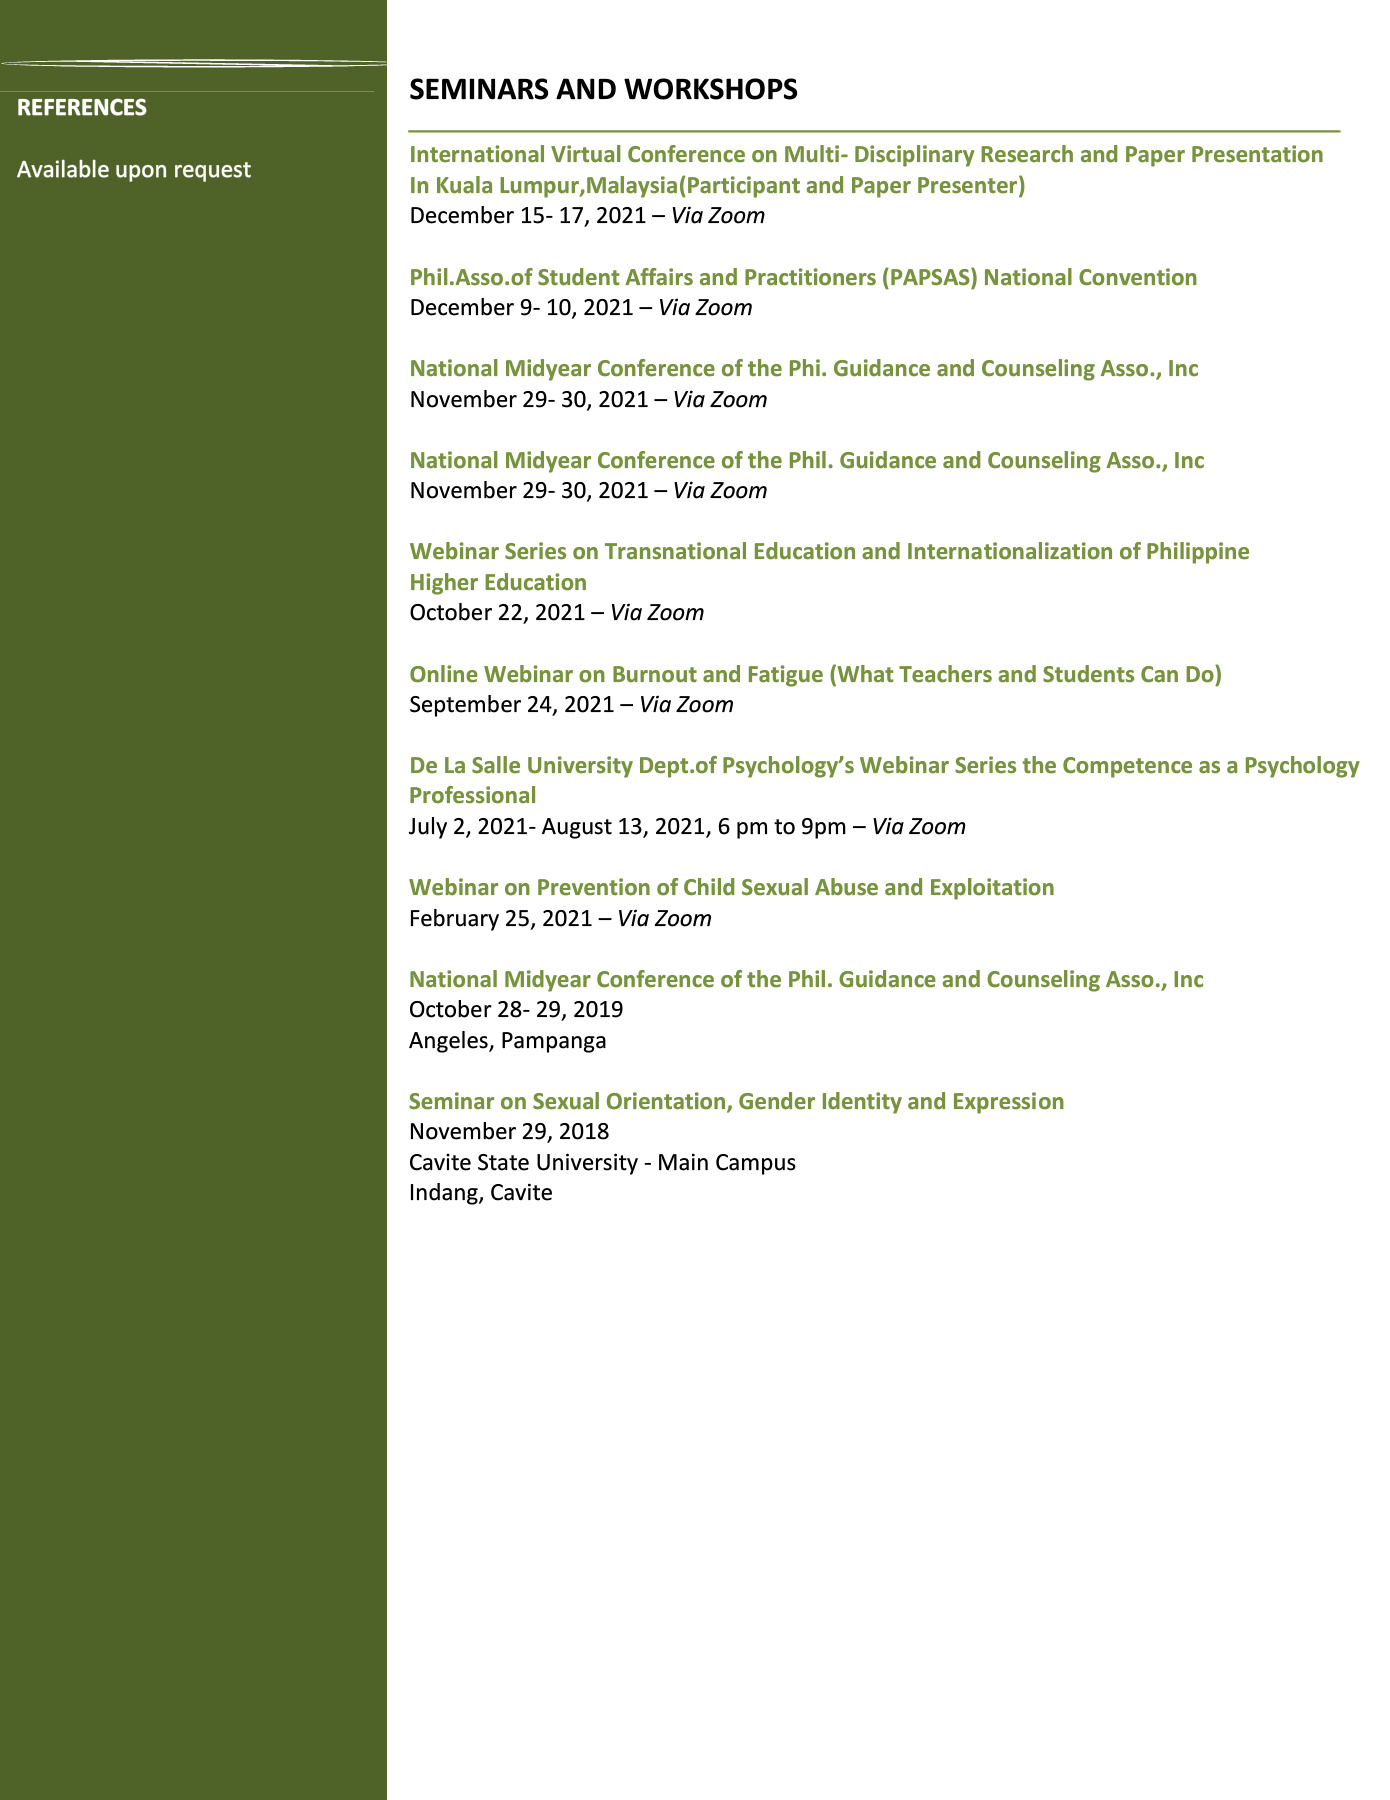 REFERENCES
Available upon request
SEMINARS AND WORKSHOPS
International Virtual Conference on Multi- Disciplinary Research and Paper Presentation
In Kuala Lumpur,Malaysia(Participant and Paper Presenter)
December 15- 17, 2021 – Via Zoom
Phil.Asso.of Student Affairs and Practitioners (PAPSAS) National Convention
December 9- 10, 2021 – Via Zoom
National Midyear Conference of the Phi. Guidance and Counseling Asso., Inc
November 29- 30, 2021 – Via Zoom
National Midyear Conference of the Phil. Guidance and Counseling Asso., Inc
November 29- 30, 2021 – Via Zoom
Webinar Series on Transnational Education and Internationalization of Philippine
Higher Education
October 22, 2021 – Via Zoom
Online Webinar on Burnout and Fatigue (What Teachers and Students Can Do)
September 24, 2021 – Via Zoom
De La Salle University Dept.of Psychology’s Webinar Series the Competence as a Psychology
Professional
July 2, 2021- August 13, 2021, 6 pm to 9pm – Via Zoom
Webinar on Prevention of Child Sexual Abuse and Exploitation
February 25, 2021 – Via Zoom
National Midyear Conference of the Phil. Guidance and Counseling Asso., Inc
October 28- 29, 2019
Angeles, Pampanga
Seminar on Sexual Orientation, Gender Identity and Expression
November 29, 2018
Cavite State University - Main Campus
Indang, Cavite